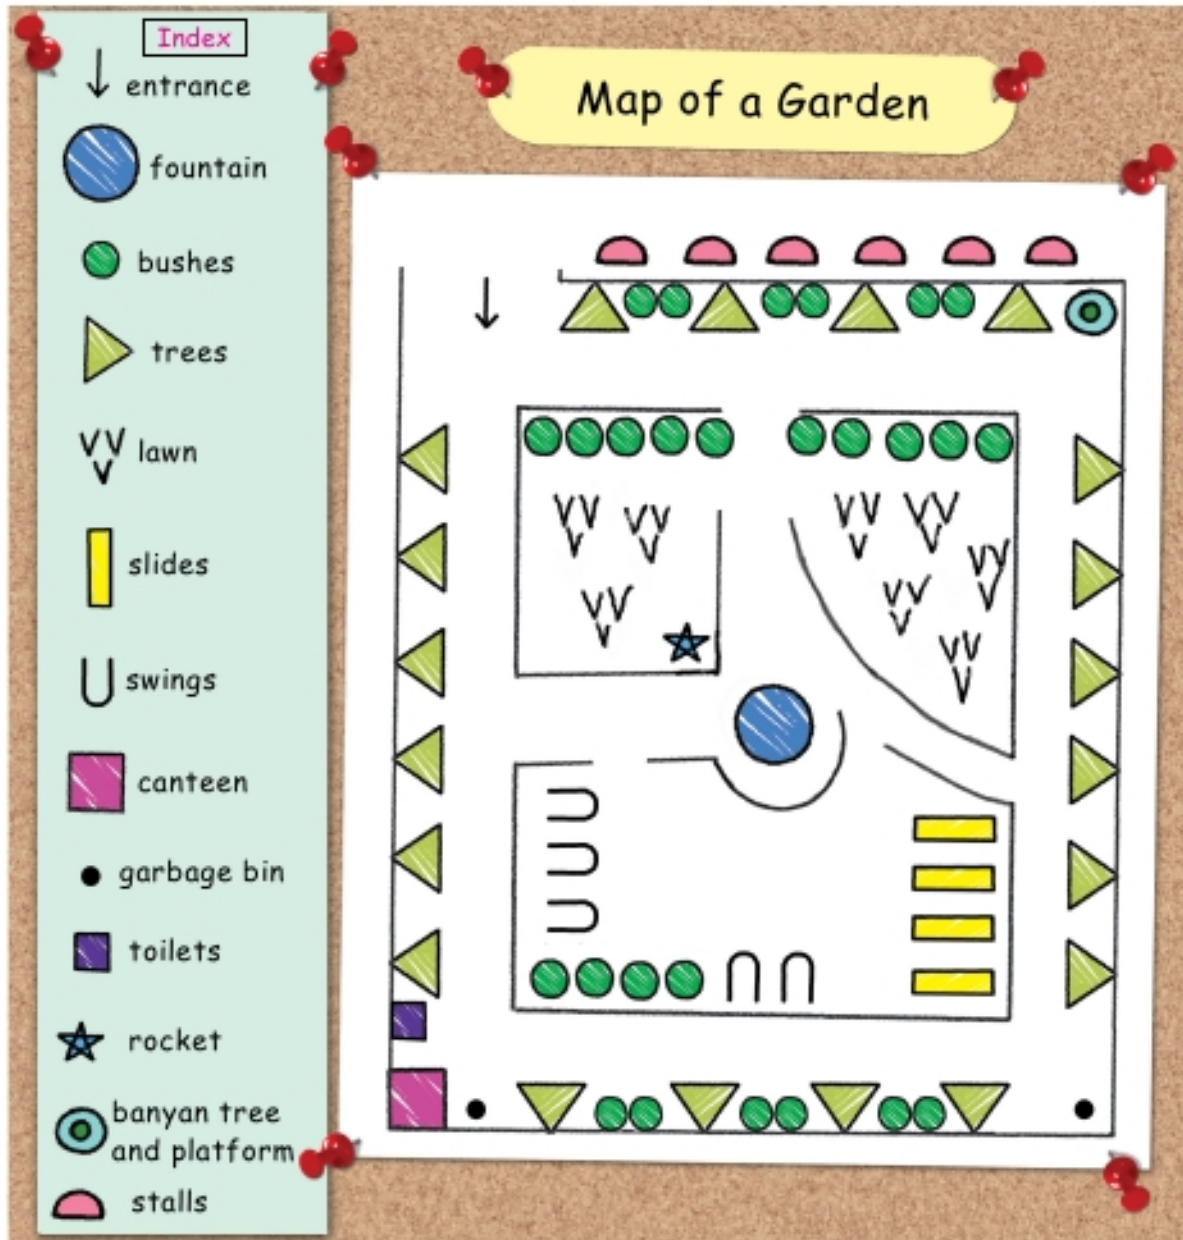 Index
entrance
fountain
bushes
trees
lawn
slides
swings
canteen
garbage bin
toilets
rocket
banyan tree
and platform
stalls
Map of a Garden